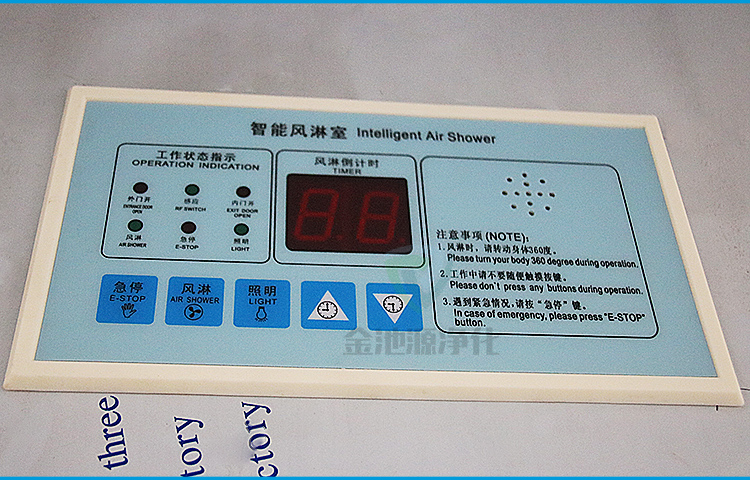 智能风淋室 Intelligent Air Shower
工作状态指示
OPERATION INDICATION
外门开
ENTRANCE DOOR
OPEN
感应
RF SWITCH
内门开
EXIT DOOR
OPEN
风淋
AIR SHOWER
急停
E-STOP
照明
LIGHT
风淋倒计时
TIMER
88
注意事项 (NOTE):
1. 风淋时，请转动身体360度。
Please turn your body 360 degree during operation.
2. 工作中请不要随便触摸按键。
Please don't press any buttons during operation.
3. 遇到紧急情况，请按“急停”键。
In case of emergency, please press "E-STOP"
button.
急停
E-STOP
风淋
AIR SHOWER
照明
LIGHT
金池源净化
three
tory
ctory